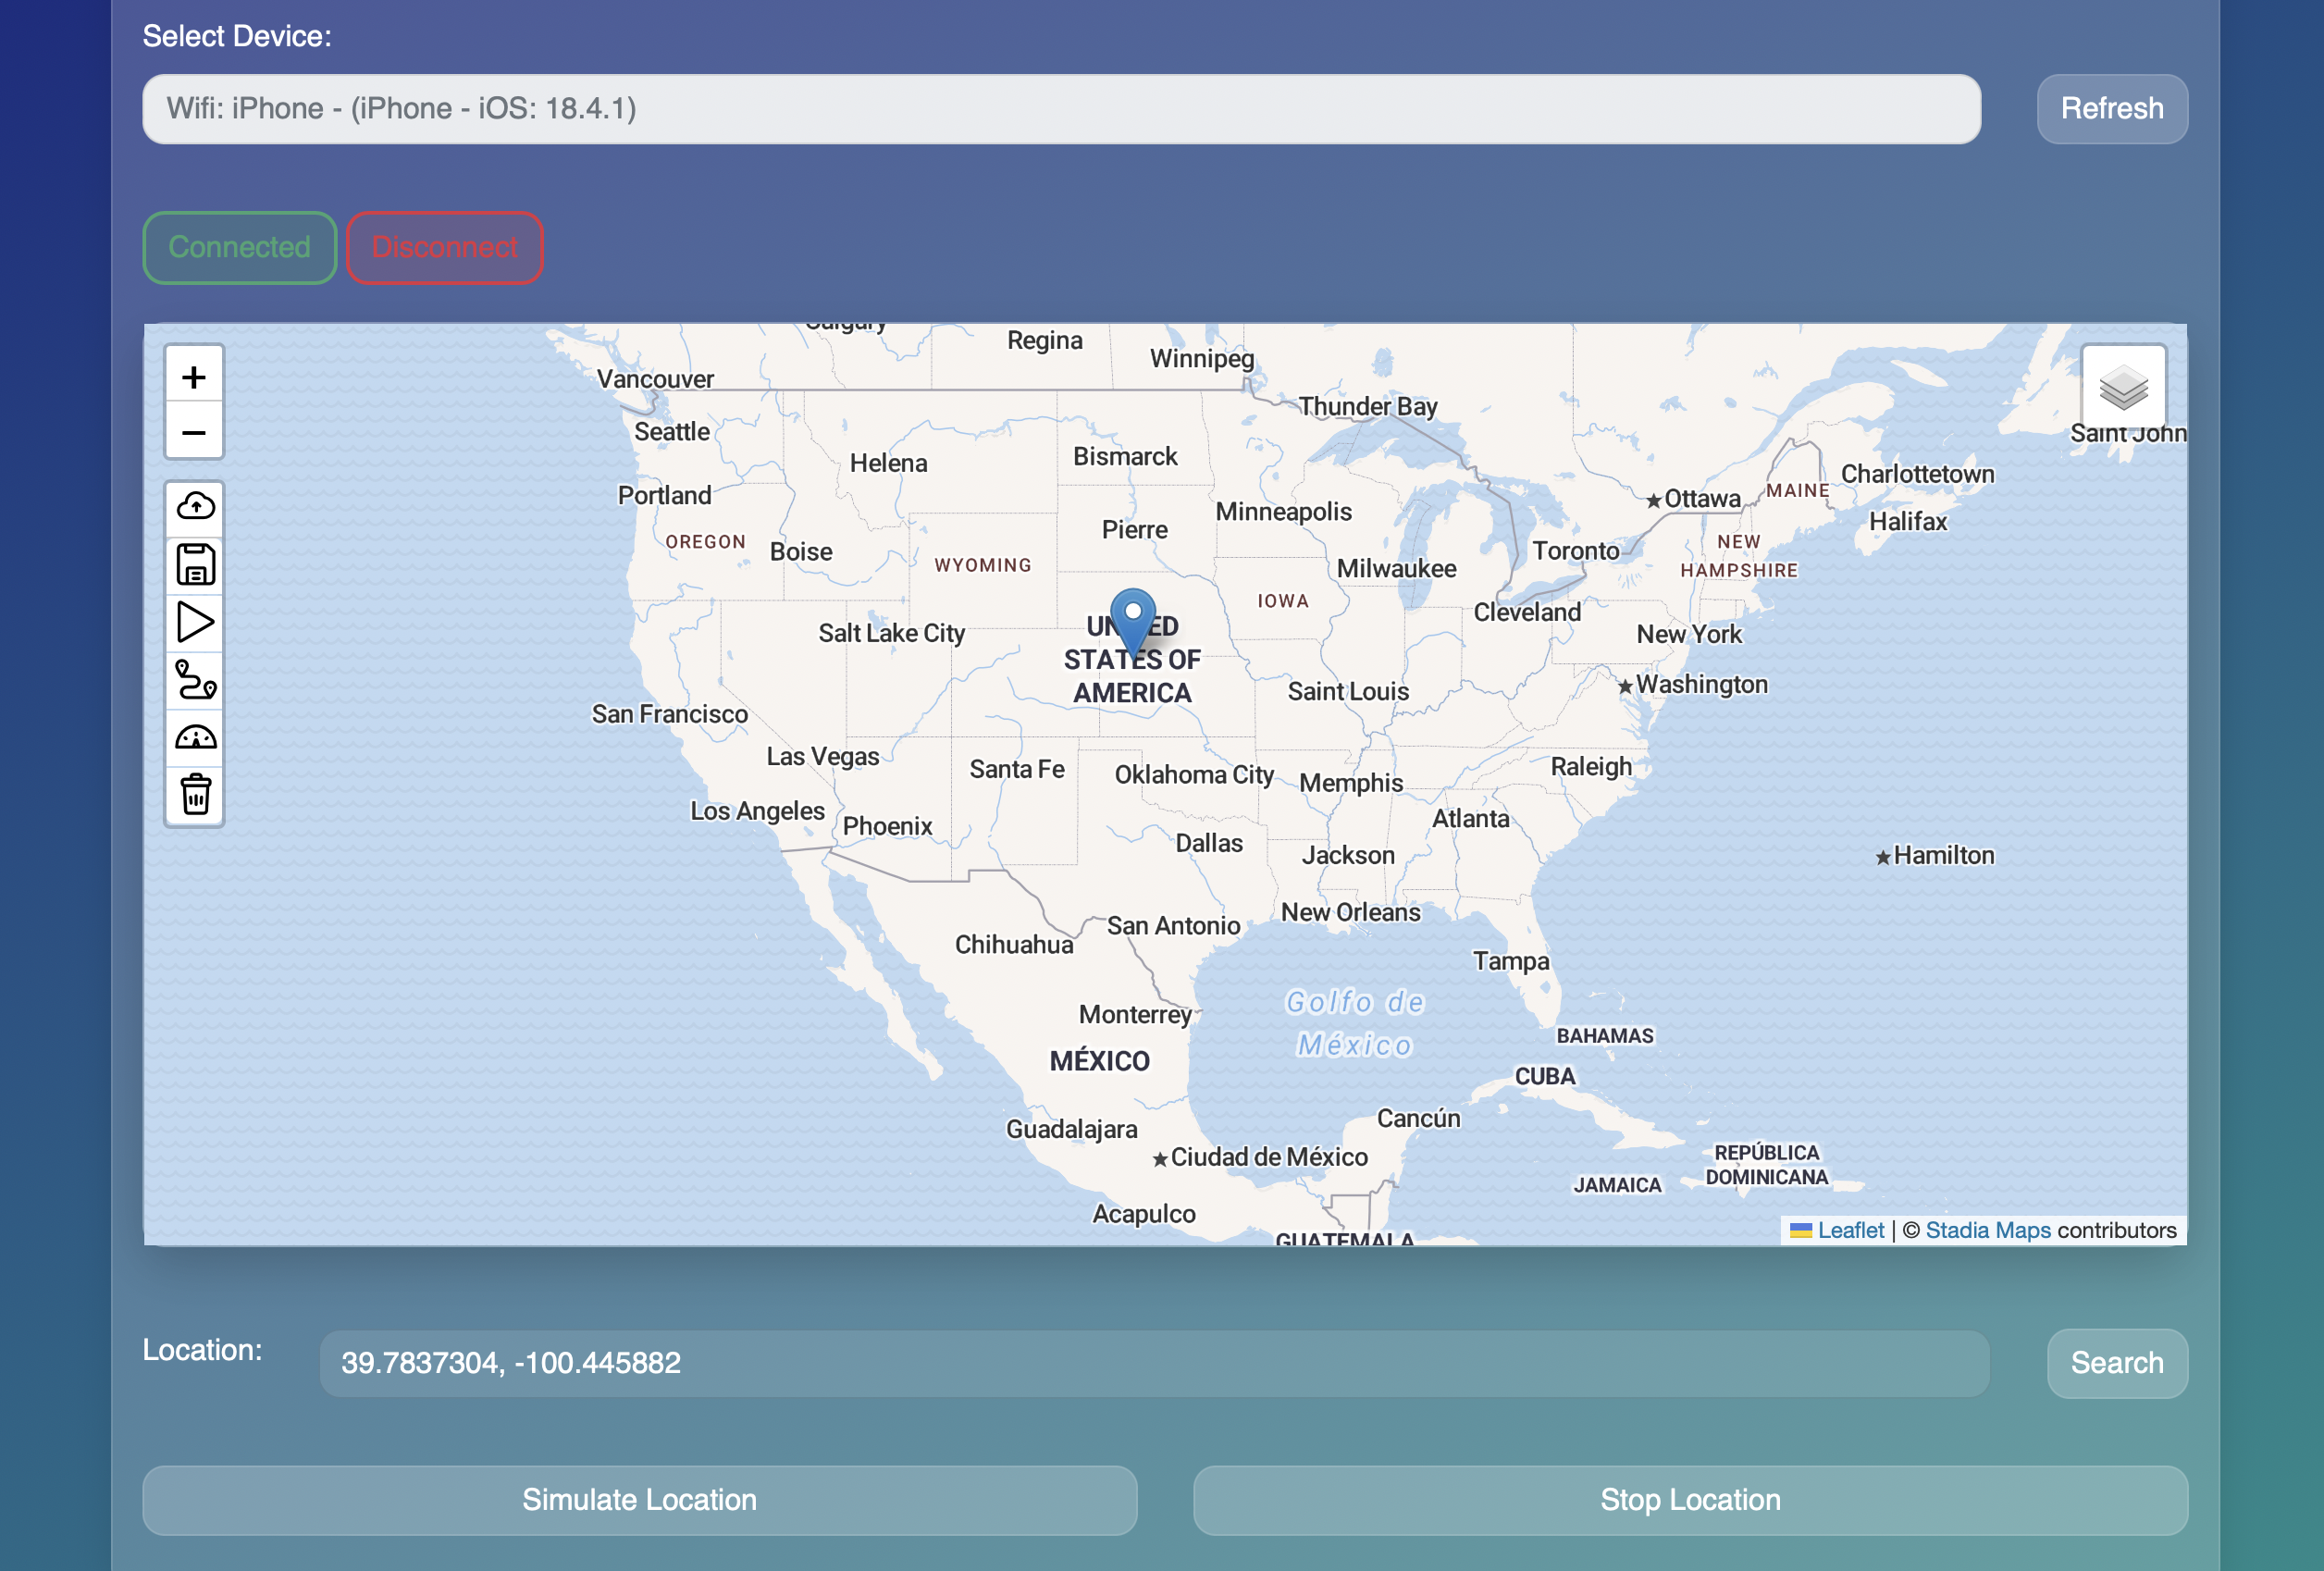 Select Device:
Wifi: iPhone - (iPhone - iOS: 18.4.1)
Refresh
Connected
Disconnect
Calgary
Regina
Winnipeg
Vancouver
Thunder Bay
Seattle
Saint John
Helena
Bismarck
Charlottetown
Portland
MAINE
Ottawa
Minneapolis
Halifax
Pierre
OREGON
Boise
Toronto
NEW
HAMPSHIRE
WYOMING
Milwaukee
IOWA
Cleveland
Salt Lake City
New York
UNITED
STATES OF
AMERICA
Washington
Saint Louis
San Francisco
Las Vegas
Santa Fe
Oklahoma City
Memphis
Raleigh
Los Angeles
Phoenix
Atlanta
Dallas
Jackson
Hamilton
New Orleans
San Antonio
Chihuahua
Tampa
Golfo de
México
Monterrey
BAHAMAS
MÉXICO
CUBA
Cancún
Guadalajara
Ciudad de México
REPÚBLICA
DOMINICANA
JAMAICA
Acapulco
GUATEMALA
Leaflet | © Stadia Maps contributors
Location:
39.7837304, -100.445882
Search
Simulate Location
Stop Location